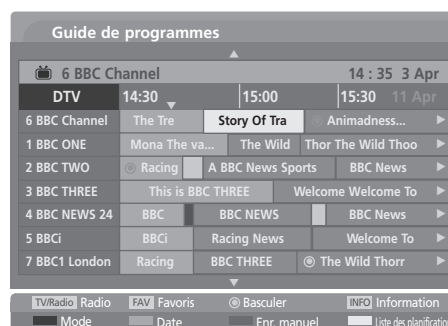 Guide de programmes
6 BBC Channel 14 : 35 3 Apr
DTV 14:30 15:00 15:30 11 Apr
6 BBC Channel The Tre Story Of Tra Animadness...
1 BBC ONE Mona The va... The Wild Thor The Wild Thoo
2 BBC TWO Racing A BBC News Sports BBC News
3 BBC THREE This is BBC THREE Welcome Welcome To
4 BBC NEWS 24 BBC BBC NEWS BBC News
5 BBCi BBCi Racing News Welcome To
7 BBC1 London Racing BBC THREE The Wild Thorr
TV/Radio Radio FAV Favoris Basculer INFO Information
Mode Date Enr. manuel Liste des planificatio